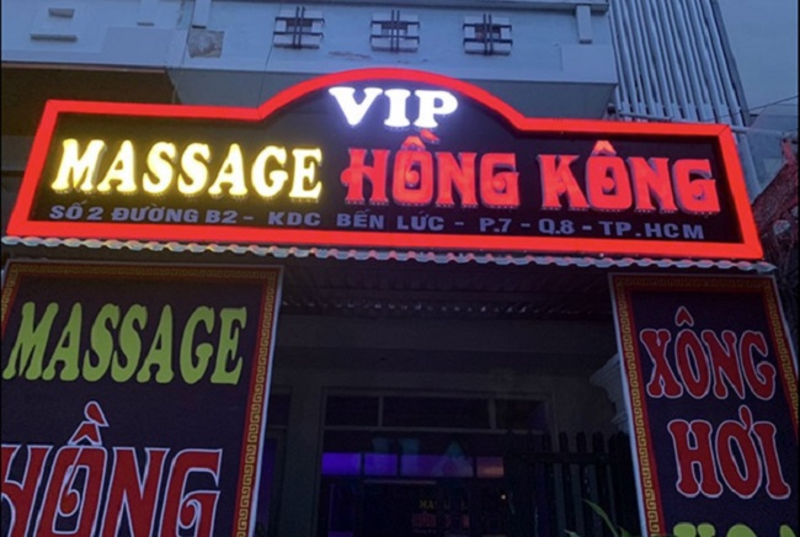 VIP
MASSAGE HỒNG KÔNG
SỐ 2 ĐƯỜNG B2 - KDC BẾN LỨC - P.7 - Q.8 - TP.HCM
MASSAGE
HỒNG
XÔNG
HƠI